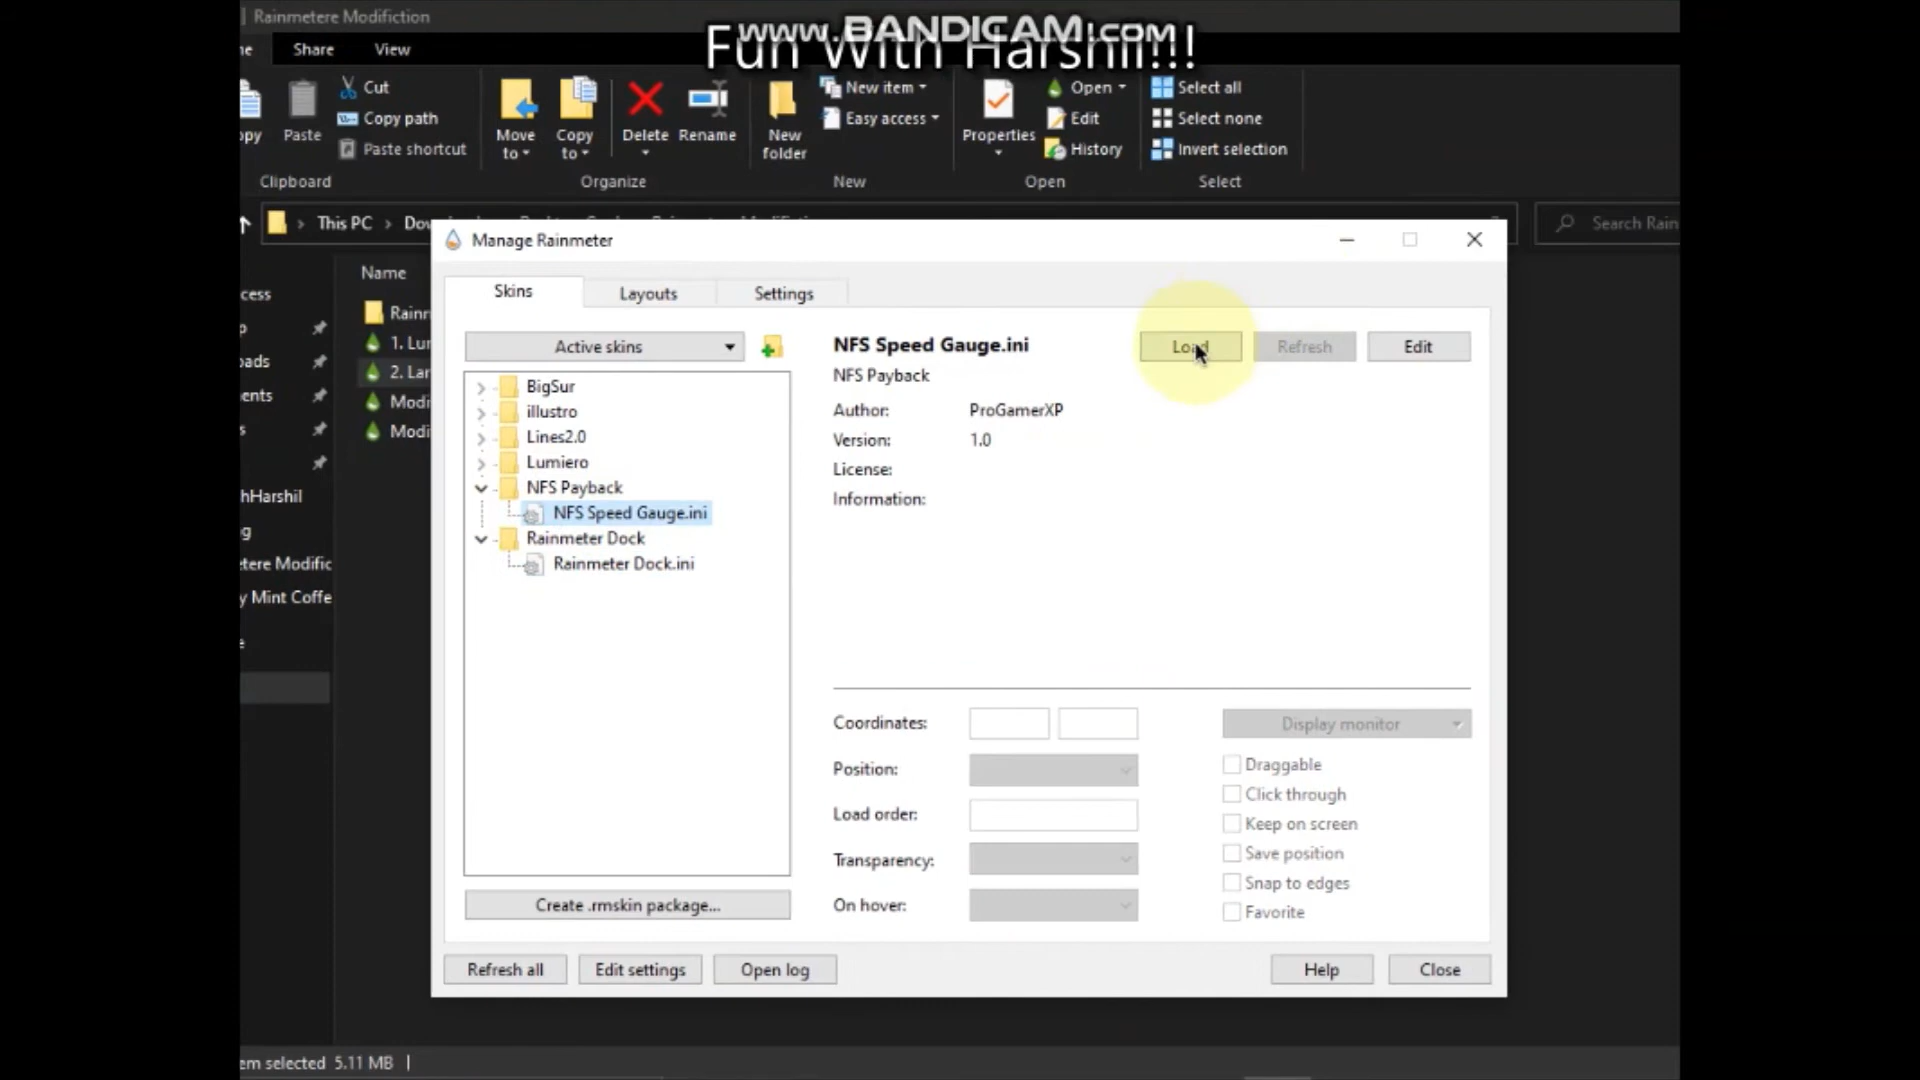 Rainmetere Modifiction
www.BANDICAM.com
Fun With Harshil!!!
Share View
Cut
Copy path
Paste shortcut
Paste
Clipboard
Move to
Copy to
Delete
Rename
Organize
New folder
New item
Easy access
New
Properties
Open
Edit
History
Open
Select all
Select none
Invert selection
Select
This PC
Search Rain
Name
Manage Rainmeter
Skins Layouts Settings
Active skins
BigSur
illustro
Lines2.0
Lumiero
NFS Payback
NFS Speed Gauge.ini
Rainmeter Dock
Rainmeter Dock.ini
Create .rmskin package...
NFS Speed Gauge.ini
Load Refresh Edit
NFS Payback
Author: ProGamerXP
Version: 1.0
License:
Information:
Coordinates:
Position:
Load order:
Transparency:
On hover:
Display monitor
Draggable
Click through
Keep on screen
Save position
Snap to edges
Favorite
Refresh all Edit settings Open log Help Close
em selected 5.11 MB